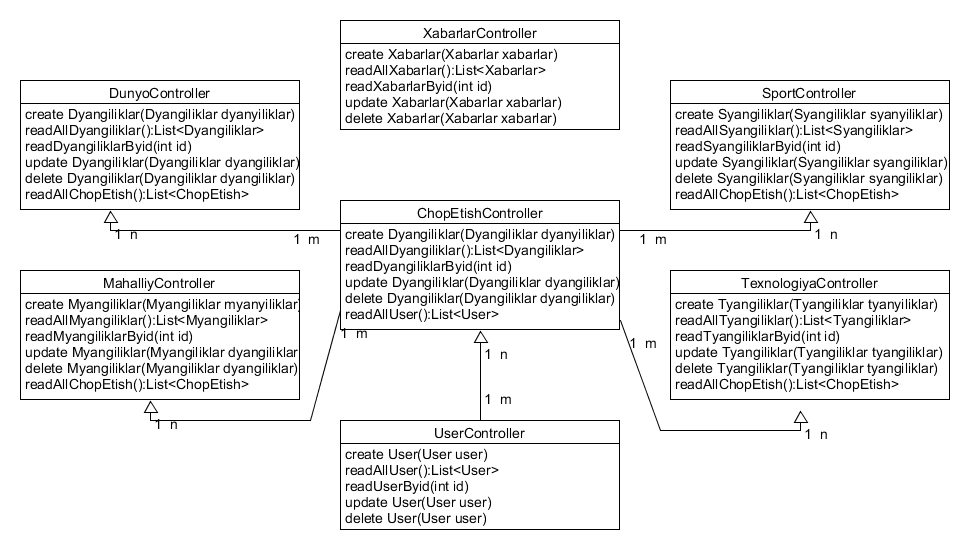 XabarlarController
create Xabarlar(Xabarlar xabarlar)
readAllXabarlar():List<Xabarlar>
readXabarlarByid(int id)
update Xabarlar(Xabarlar xabarlar)
delete Xabarlar(Xabarlar xabarlar)
DunyoController
create Dyangiliklar(Dyangiliklar dyanyiliklar)
readAllDyangiliklar():List<Dyangiliklar>
readDyangiliklarByid(int id)
update Dyangiliklar(Dyangiliklar dyangiliklar)
delete Dyangiliklar(Dyangiliklar dyangiliklar)
readAllChopEtish():List<ChopEtish>
SportController
create Syangiliklar(Syangiliklar syanyiliklar)
readAllSyangiliklar():List<Syangiliklar>
readSyangiliklarByid(int id)
update Syangiliklar(Syangiliklar syangiliklar)
delete Syangiliklar(Syangiliklar syangiliklar)
readAllChopEtish():List<ChopEtish>
ChopEtishController
create Dyangiliklar(Dyangiliklar dyanyiliklar)
readAllDyangiliklar():List<Dyangiliklar>
readDyangiliklarByid(int id)
update Dyangiliklar(Dyangiliklar dyangiliklar)
delete Dyangiliklar(Dyangiliklar dyangiliklar)
readAllUser():List<User>
1 n
1 m
1 m
1 n
MahalliyController
create Myangiliklar(Myangiliklar myanyiliklar)
readAllMyangiliklar():List<Myangiliklar>
readMyangiliklarByid(int id)
update Myangiliklar(Myangiliklar dyangiliklar
delete Myangiliklar(Myangiliklar dyangiliklar)
readAllChopEtish():List<ChopEtish>
TexnologiyaController
create Tyangiliklar(Tyangiliklar tyanyiliklar)
readAllTyangiliklar():List<Tyangiliklar>
readTyangiliklarByid(int id)
update Tyangiliklar(Tyangiliklar tyangiliklar)
delete Tyangiliklar(Tyangiliklar tyangiliklar)
readAllChopEtish():List<ChopEtish>
1 m
1 m
1 n
1 m
1 n
1 n
UserController
create User(User user)
readAllUser():List<User>
readUserByid(int id)
update User(User user)
delete User(User user)